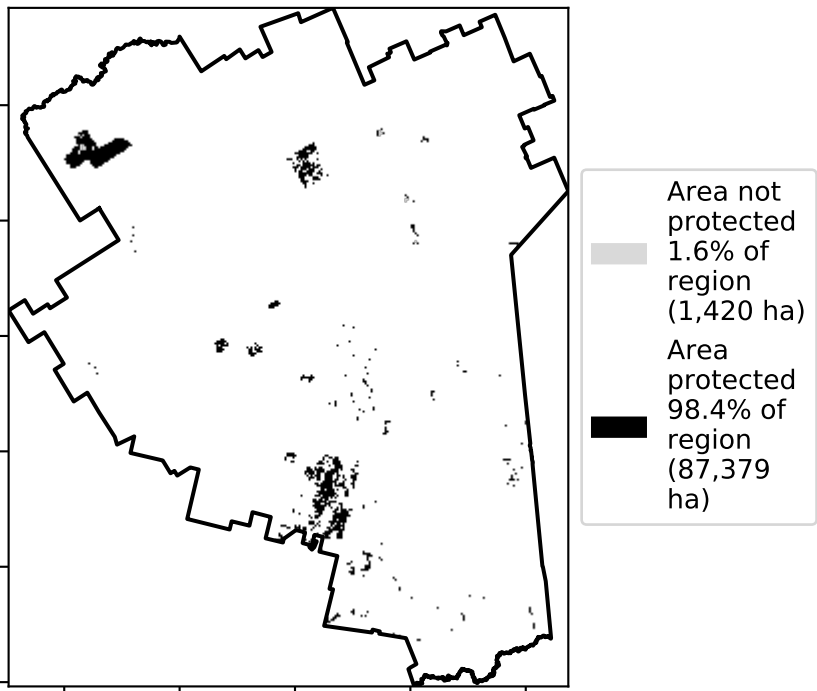 Area not
protected
1.6% of
region
(1,420 ha)
Area
protected
98.4% of
region
(87,379
ha)